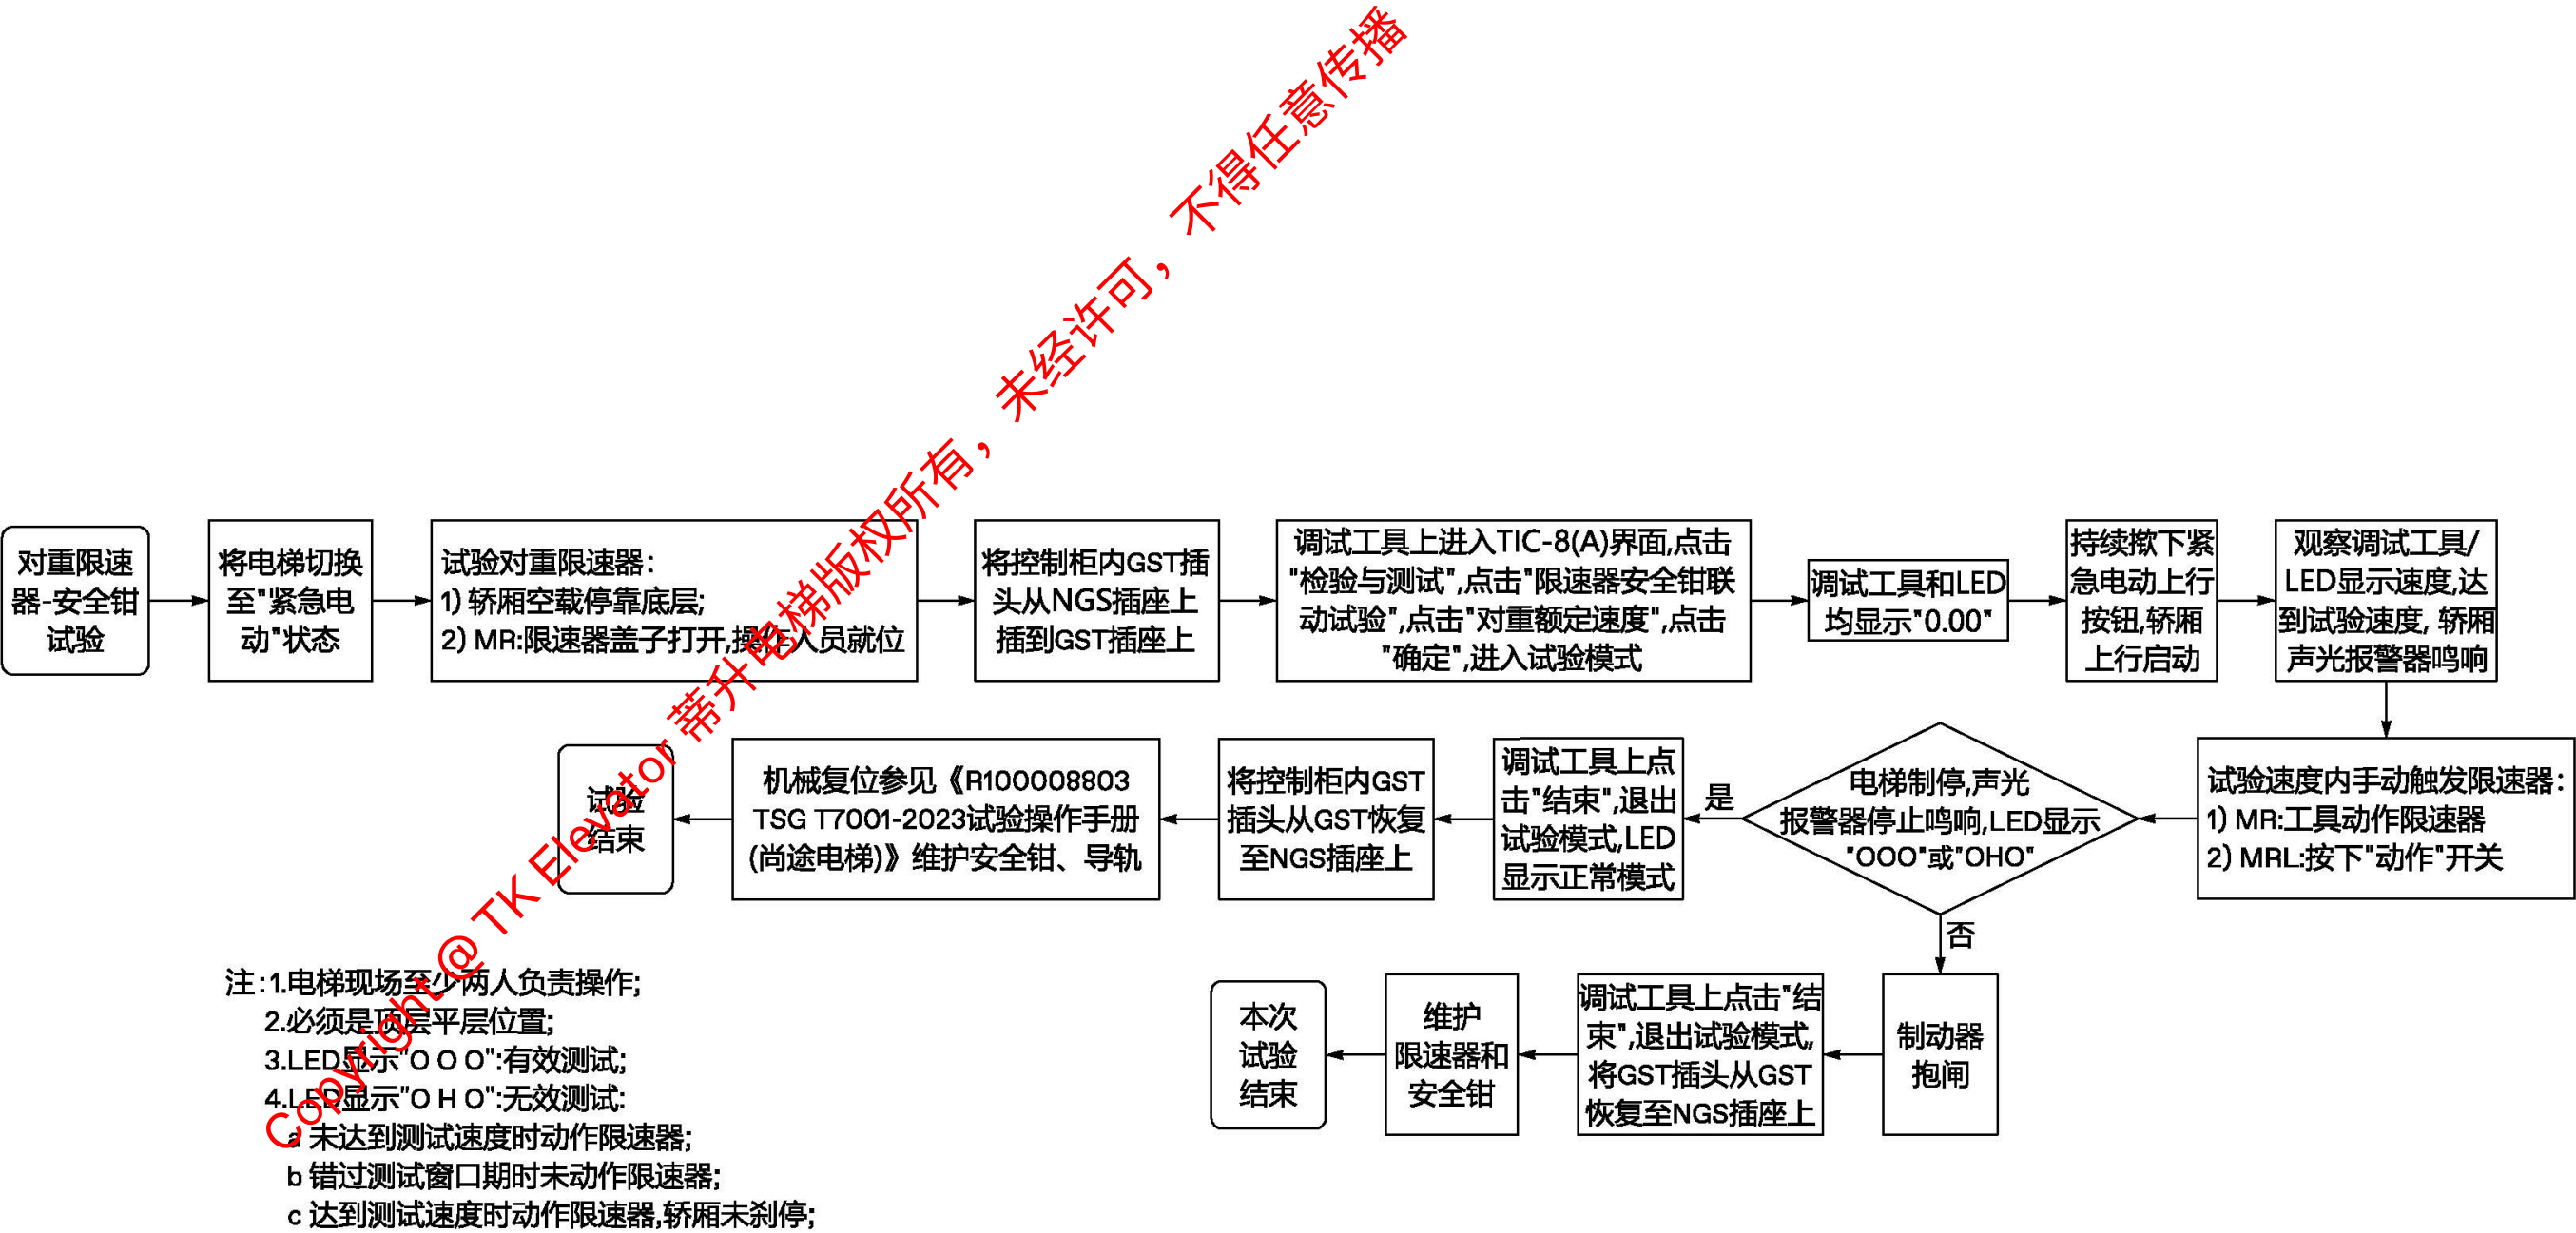 对重限速
器-安全钳
试验
将电梯切换
至"紧急电
动"状态
试验对重限速器:
1) 轿厢空载停靠底层;
2) MR:限速器盖子打开,操作人员就位
将控制柜内GST插
头从NGS插座上
插到GST插座上
调试工具上进入TIC-8(A)界面,点击
"检验与测试",点击"限速器安全钳联
动试验",点击"对重额定速度",点击
"确定",进入试验模式
调试工具和LED
均显示"0.00"
持续揿下紧
急电动上行
按钮,轿厢
上行启动
观察调试工具/
LED显示速度,达
到试验速度, 轿厢
声光报警器鸣响
试验速度内手动触发限速器:
1) MR:工具动作限速器
2) MRL:按下"动作"开关
电梯制停,声光
报警器停止鸣响,LED显示
"OOO"或"OHO"
是
调试工具上点
击"结束",退出
试验模式,LED
显示正常模式
将控制柜内GST
插头从GST恢复
至NGS插座上
机械复位参见《R100008803
TSG T7001-2023试验操作手册
(尚途电梯)》维护安全钳、导轨
试验
结束
否
制动器
抱闸
调试工具上点击"结
束",退出试验模式,
将GST插头从GST
恢复至NGS插座上
维护
限速器和
安全钳
本次
试验
结束
注:1.电梯现场至少两人负责操作;
2.必须是顶层平层位置;
3.LED显示"O O O":有效测试;
4.LED显示"O H O":无效测试:
a 未达到测试速度时动作限速器;
b 错过测试窗口期时未动作限速器;
c 达到测试速度时动作限速器,轿厢未刹停;
Copyright @ TK Elevator 蒂升电梯版权所有，未经许可，不得任意传播